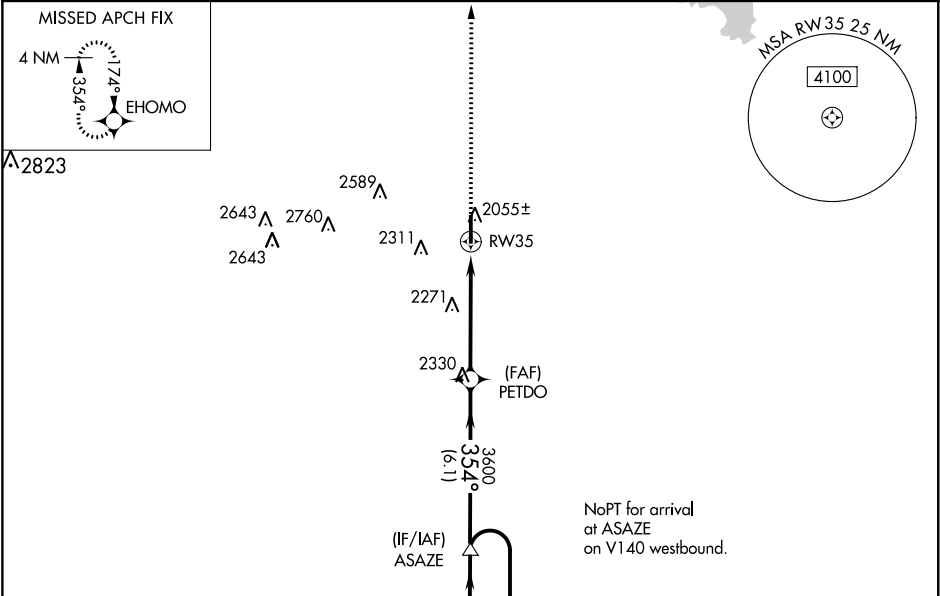 MISSED APCH FIX
4 NM
354°
174°
EHOMO
MSA RW35 25 NM
4100
2823
2589
2643
2760
2055±
2311
RW35
2643
2271
2330
(FAF)
PETDO
3600
354°
(6.1)
(IF/IAF)
ASAZE
NoPT for arrival
at ASAZE
on V140 westbound.